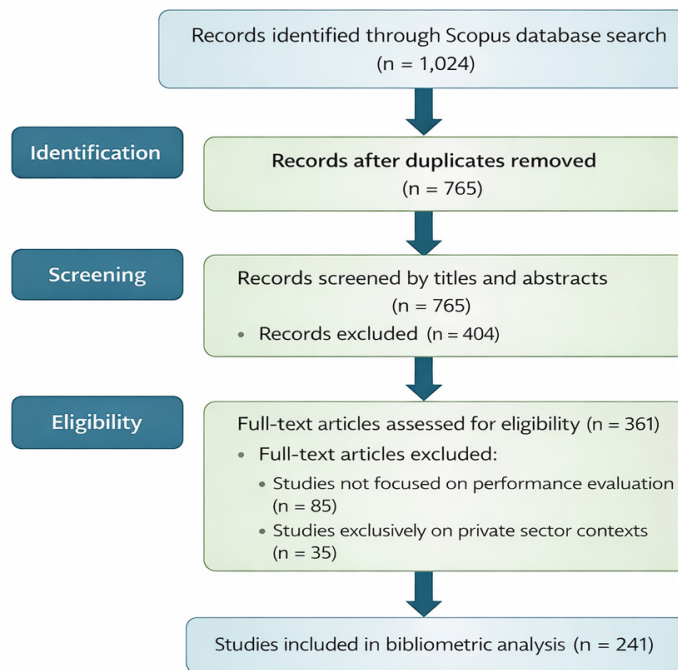 Records identified through Scopus database search
(n = 1,024)
Identification
Records after duplicates removed
(n = 765)
Screening
Records screened by titles and abstracts
(n = 765)
• Records excluded (n = 404)
Eligibility
Full-text articles assessed for eligibility (n = 361)
• Full-text articles excluded:
• Studies not focused on performance evaluation
(n = 85)
• Studies exclusively on private sector contexts
(n = 35)
Studies included in bibliometric analysis (n = 241)